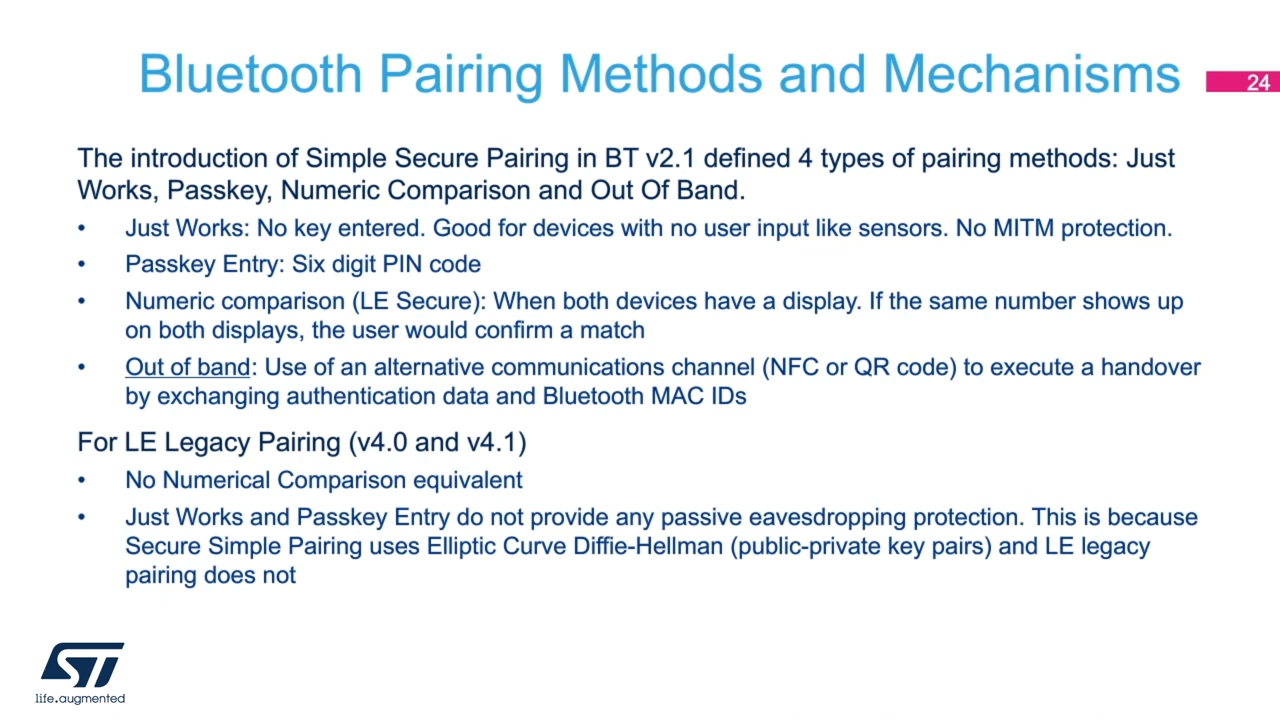 Bluetooth Pairing Methods and Mechanisms
24
The introduction of Simple Secure Pairing in BT v2.1 defined 4 types of pairing methods: Just
Works, Passkey, Numeric Comparison and Out Of Band.
• Just Works: No key entered. Good for devices with no user input like sensors. No MITM protection.
• Passkey Entry: Six digit PIN code
• Numeric comparison (LE Secure): When both devices have a display. If the same number shows up
on both displays, the user would confirm a match
• Out of band: Use of an alternative communications channel (NFC or QR code) to execute a handover
by exchanging authentication data and Bluetooth MAC IDs
For LE Legacy Pairing (v4.0 and v4.1)
• No Numerical Comparison equivalent
• Just Works and Passkey Entry do not provide any passive eavesdropping protection. This is because
Secure Simple Pairing uses Elliptic Curve Diffie-Hellman (public-private key pairs) and LE legacy
pairing does not
ST
life.augmented